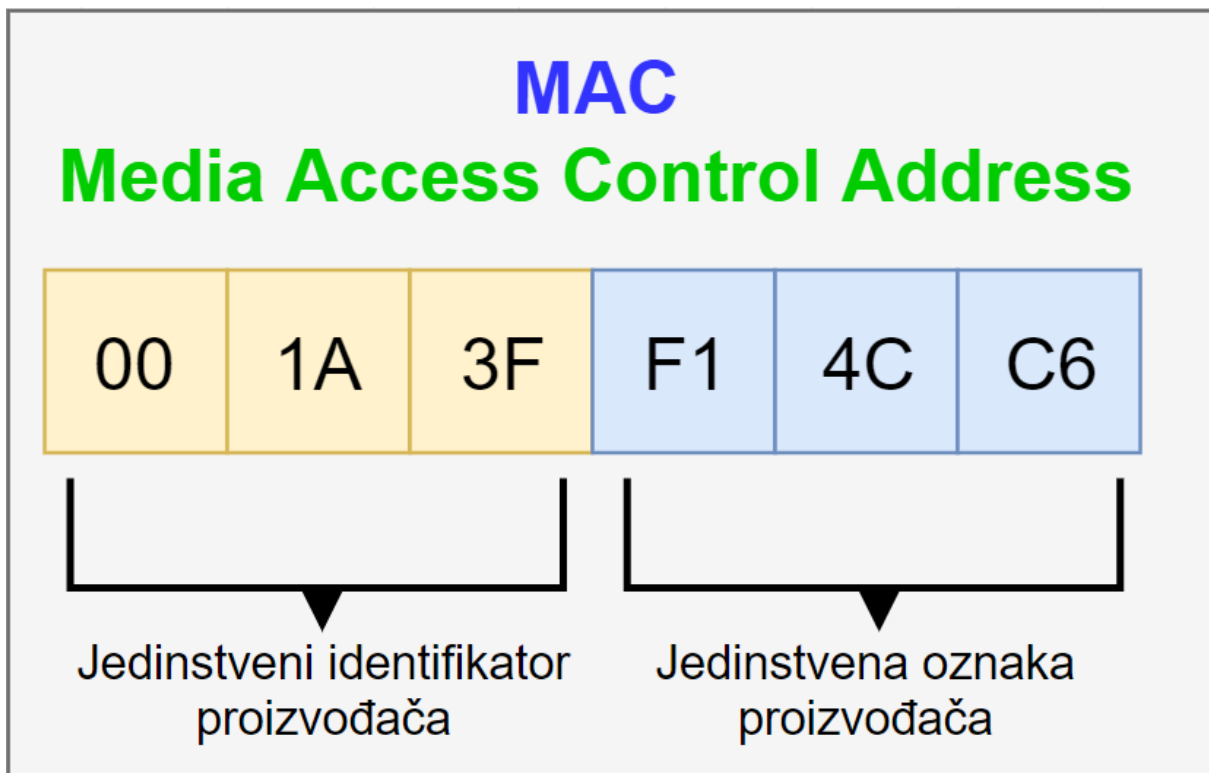 MAC
Media Access Control Address
00 1A 3F F1 4C C6
Jedinstveni identifikator
proizvođača
Jedinstvena oznaka
proizvođača